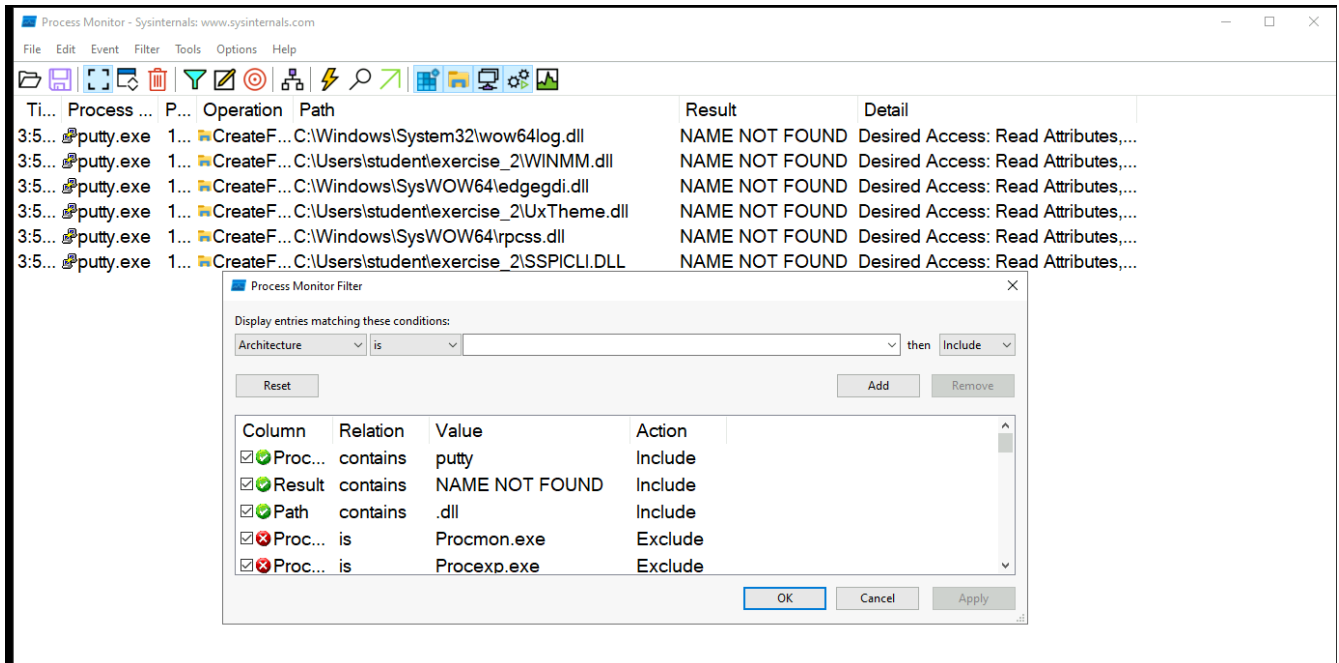 Process Monitor - Sysinternals: www.sysinternals.com
File Edit Event Filter Tools Options Help
Ti... Process ... P... Operation Path Result Detail
3:5... putty.exe 1... CreateF... C:\Windows\System32\wow64log.dll NAME NOT FOUND Desired Access: Read Attributes,...
3:5... putty.exe 1... CreateF... C:\Users\student\exercise_2\WINMM.dll NAME NOT FOUND Desired Access: Read Attributes,...
3:5... putty.exe 1... CreateF... C:\Windows\SysWOW64\edgegdi.dll NAME NOT FOUND Desired Access: Read Attributes,...
3:5... putty.exe 1... CreateF... C:\Users\student\exercise_2\UxTheme.dll NAME NOT FOUND Desired Access: Read Attributes,...
3:5... putty.exe 1... CreateF... C:\Windows\SysWOW64\rpcss.dll NAME NOT FOUND Desired Access: Read Attributes,...
3:5... putty.exe 1... CreateF... C:\Users\student\exercise_2\SSPICLI.DLL NAME NOT FOUND Desired Access: Read Attributes,...
Process Monitor Filter
Display entries matching these conditions:
Architecture is then Include
Reset Add Remove
Column Relation Value Action
Proc... contains putty Include
Result contains NAME NOT FOUND Include
Path contains .dll Include
Proc... is Procmon.exe Exclude
Proc... is Procexp.exe Exclude
OK Cancel Apply